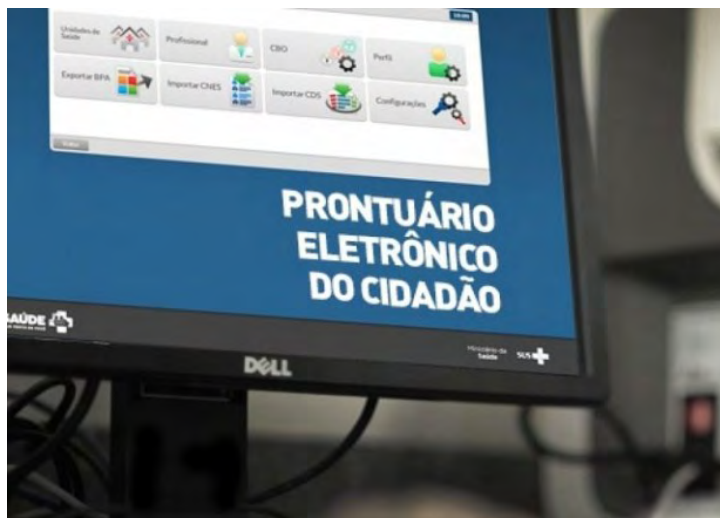 Unidades de
Saúde
Profissional
CBO
Perfil
Exportar BPA
Importar CNES
Importar CDS
Configurações
PRONTUÁRIO
ELETRÔNICO
DO CIDADÃO
SAÚDE
Ministério da
Saúde
SUS
DELL